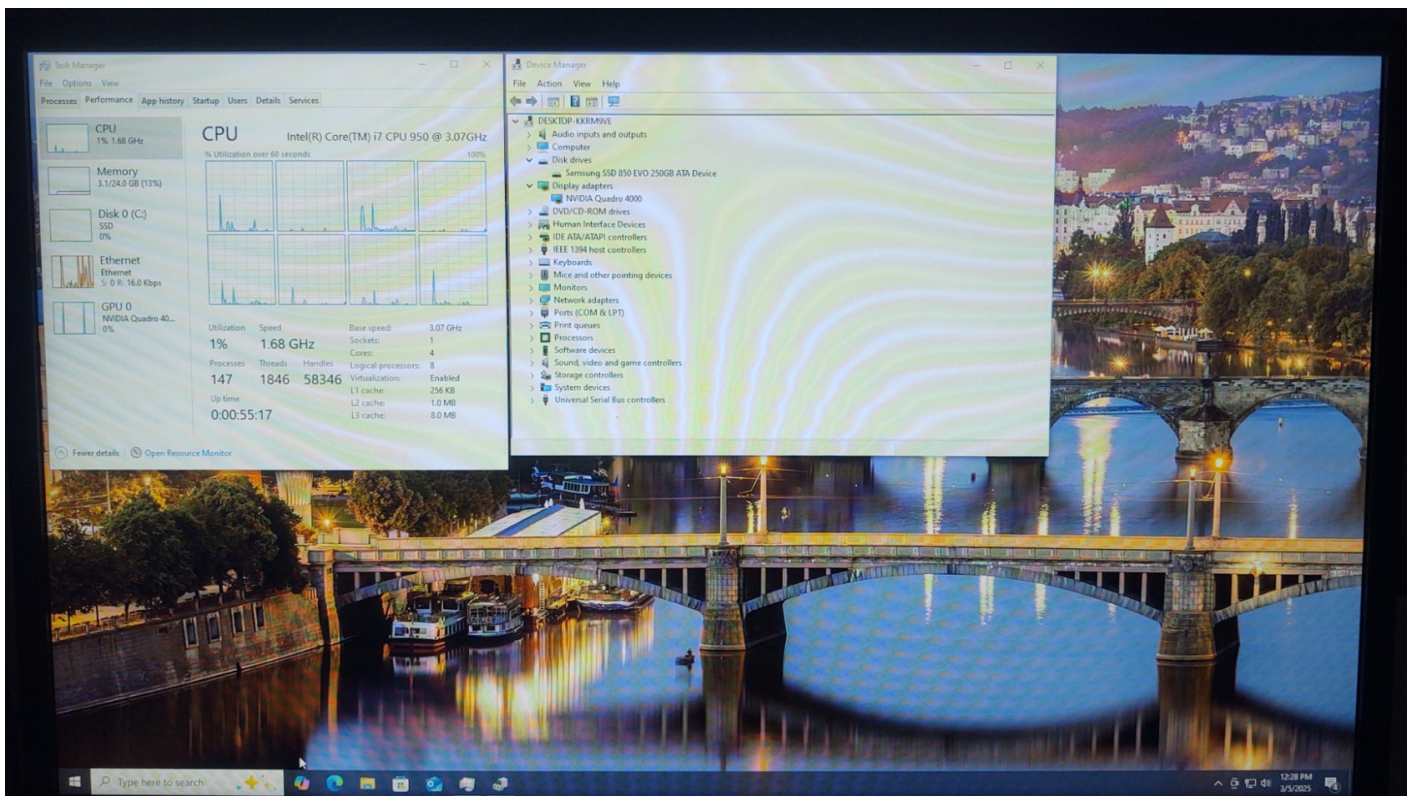 Task Manager
File Options View
Processes Performance App history Startup Users Details Services
CPU
1% 1.68 GHz
Memory
3.1/24.0 GB (13%)
Disk 0 (C:)
SSD
0%
Ethernet
Ethernet
S: 0 R: 16.0 Kbps
GPU 0
NVIDIA Quadro 40...
0%
CPU Intel(R) Core(TM) i7 CPU 950 @ 3.07GHz
% Utilization over 60 seconds 100%
Utilization Speed
1% 1.68 GHz
Processes Threads Handles
147 1846 58346
Up time
0:00:55:17
Base speed: 3.07 GHz
Sockets: 1
Cores: 4
Logical processors: 8
Virtualization: Enabled
L1 cache: 256 KB
L2 cache: 1.0 MB
L3 cache: 8.0 MB
Fewer details Open Resource Monitor
Device Manager
File Action View Help
DESKTOP-KKRM9VE
Audio inputs and outputs
Computer
Disk drives
Samsung SSD 850 EVO 250GB ATA Device
Display adapters
NVIDIA Quadro 4000
DVD/CD-ROM drives
Human Interface Devices
IDE ATA/ATAPI controllers
IEEE 1394 host controllers
Keyboards
Mice and other pointing devices
Monitors
Network adapters
Ports (COM & LPT)
Print queues
Processors
Software devices
Sound, video and game controllers
Storage controllers
System devices
Universal Serial Bus controllers
Type here to search
12:28 PM
3/5/2025